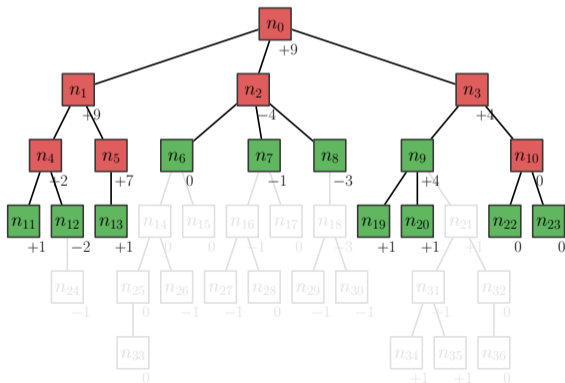 n0
+9
n1 n2 n3
+9 −4 +4
n4 n5 n6 n7 n8 n9 n10
−2 +7 0 −1 −3 +4 0
n11 n12 n13 n14 n15 n16 n17 n18 n19 n20 n21 n22 n23
+1 −2 +1 0 0 −1 0 −3 +1 +1 +1 0 0
n24 n25 n26 n27 n28 n29 n30 n31 n32
−1 0 −1 −1 0 −1 −1 +1 0
n33 n34 n35 n36
0 +1 +1 0